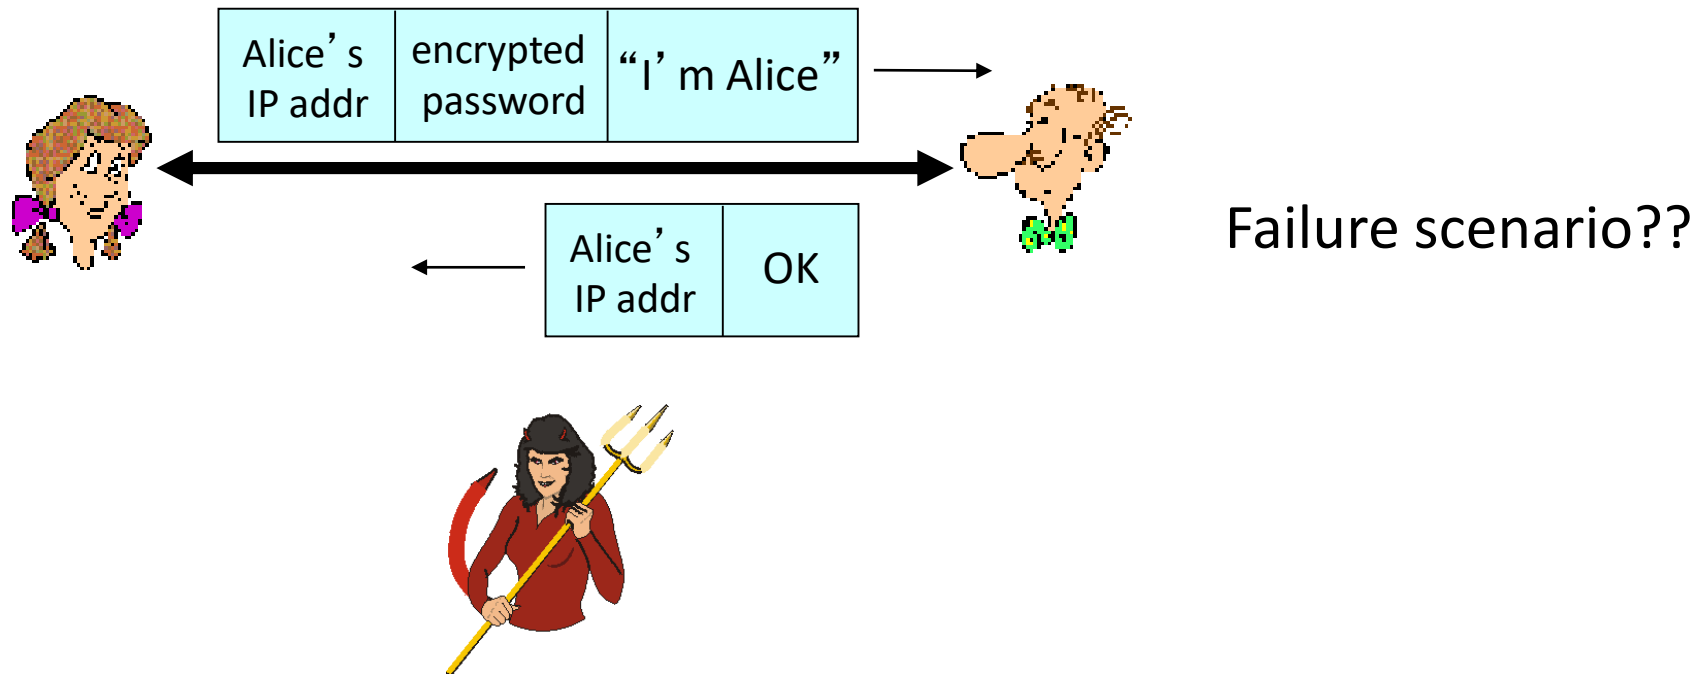 Alice’s
IP addr
encrypted
password
“I’m Alice”
Alice’s
IP addr
OK
Failure scenario??